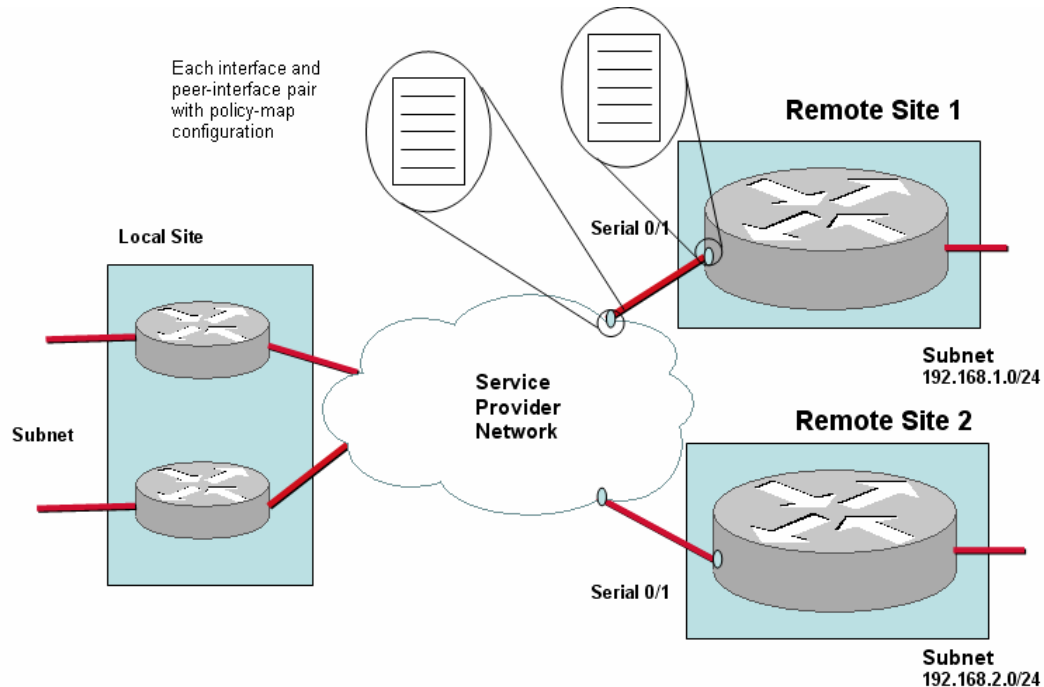 Each interface and
peer-interface pair
with policy-map
configuration
Remote Site 1
Serial 0/1
Local Site
Subnet
192.168.1.0/24
Service
Provider
Network
Subnet
Remote Site 2
Serial 0/1
Subnet
192.168.2.0/24